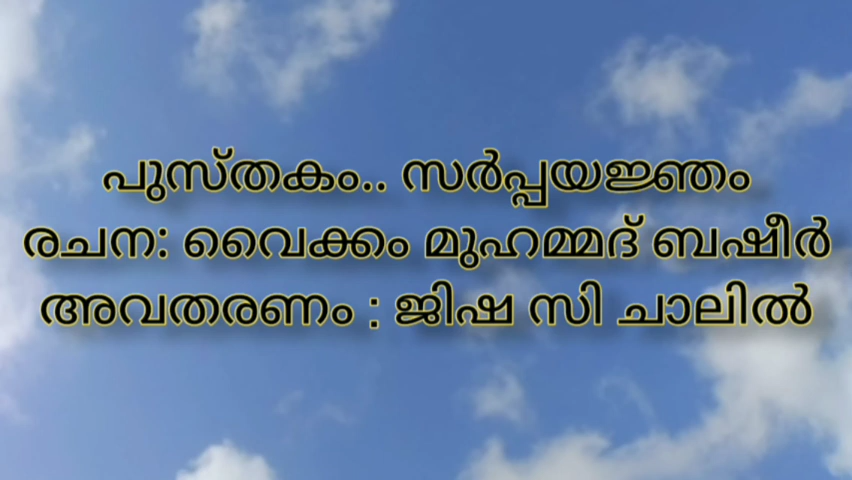 പുസ്തകം.. സർപ്പയജ്ഞം
രചന: വൈക്കം മുഹമ്മദ് ബഷീർ
അവതരണം : ജിഷ സി ചാലിൽ